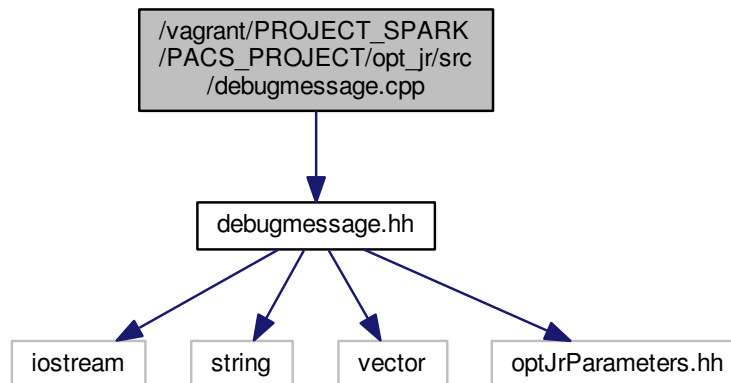 /vagrant/PROJECT_SPARK
/PACS_PROJECT/opt_jr/src
/debugmessage.cpp
debugmessage.hh
iostream
string
vector
optJrParameters.hh